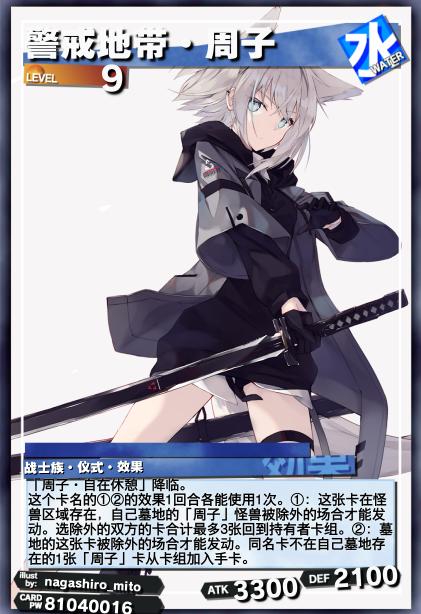 警戒地带·周子
水
WATER
LEVEL 9
战士族·仪式·效果
「周子·自在休憩」降临。
这个卡名的①②的效果1回合各能使用1次。①：这张卡在怪
兽区域存在，自己墓地的「周子」怪兽被除外的场合才能发
动。选除外的双方的卡合计最多3张回到持有者卡组。②：墓
地的这张卡被除外的场合才能发动。同名卡不在自己墓地存
在的1张「周子」卡从卡组加入手卡。
illust by: nagashiro_mito
ATK 3300 DEF 2100
CARD PW 81040016